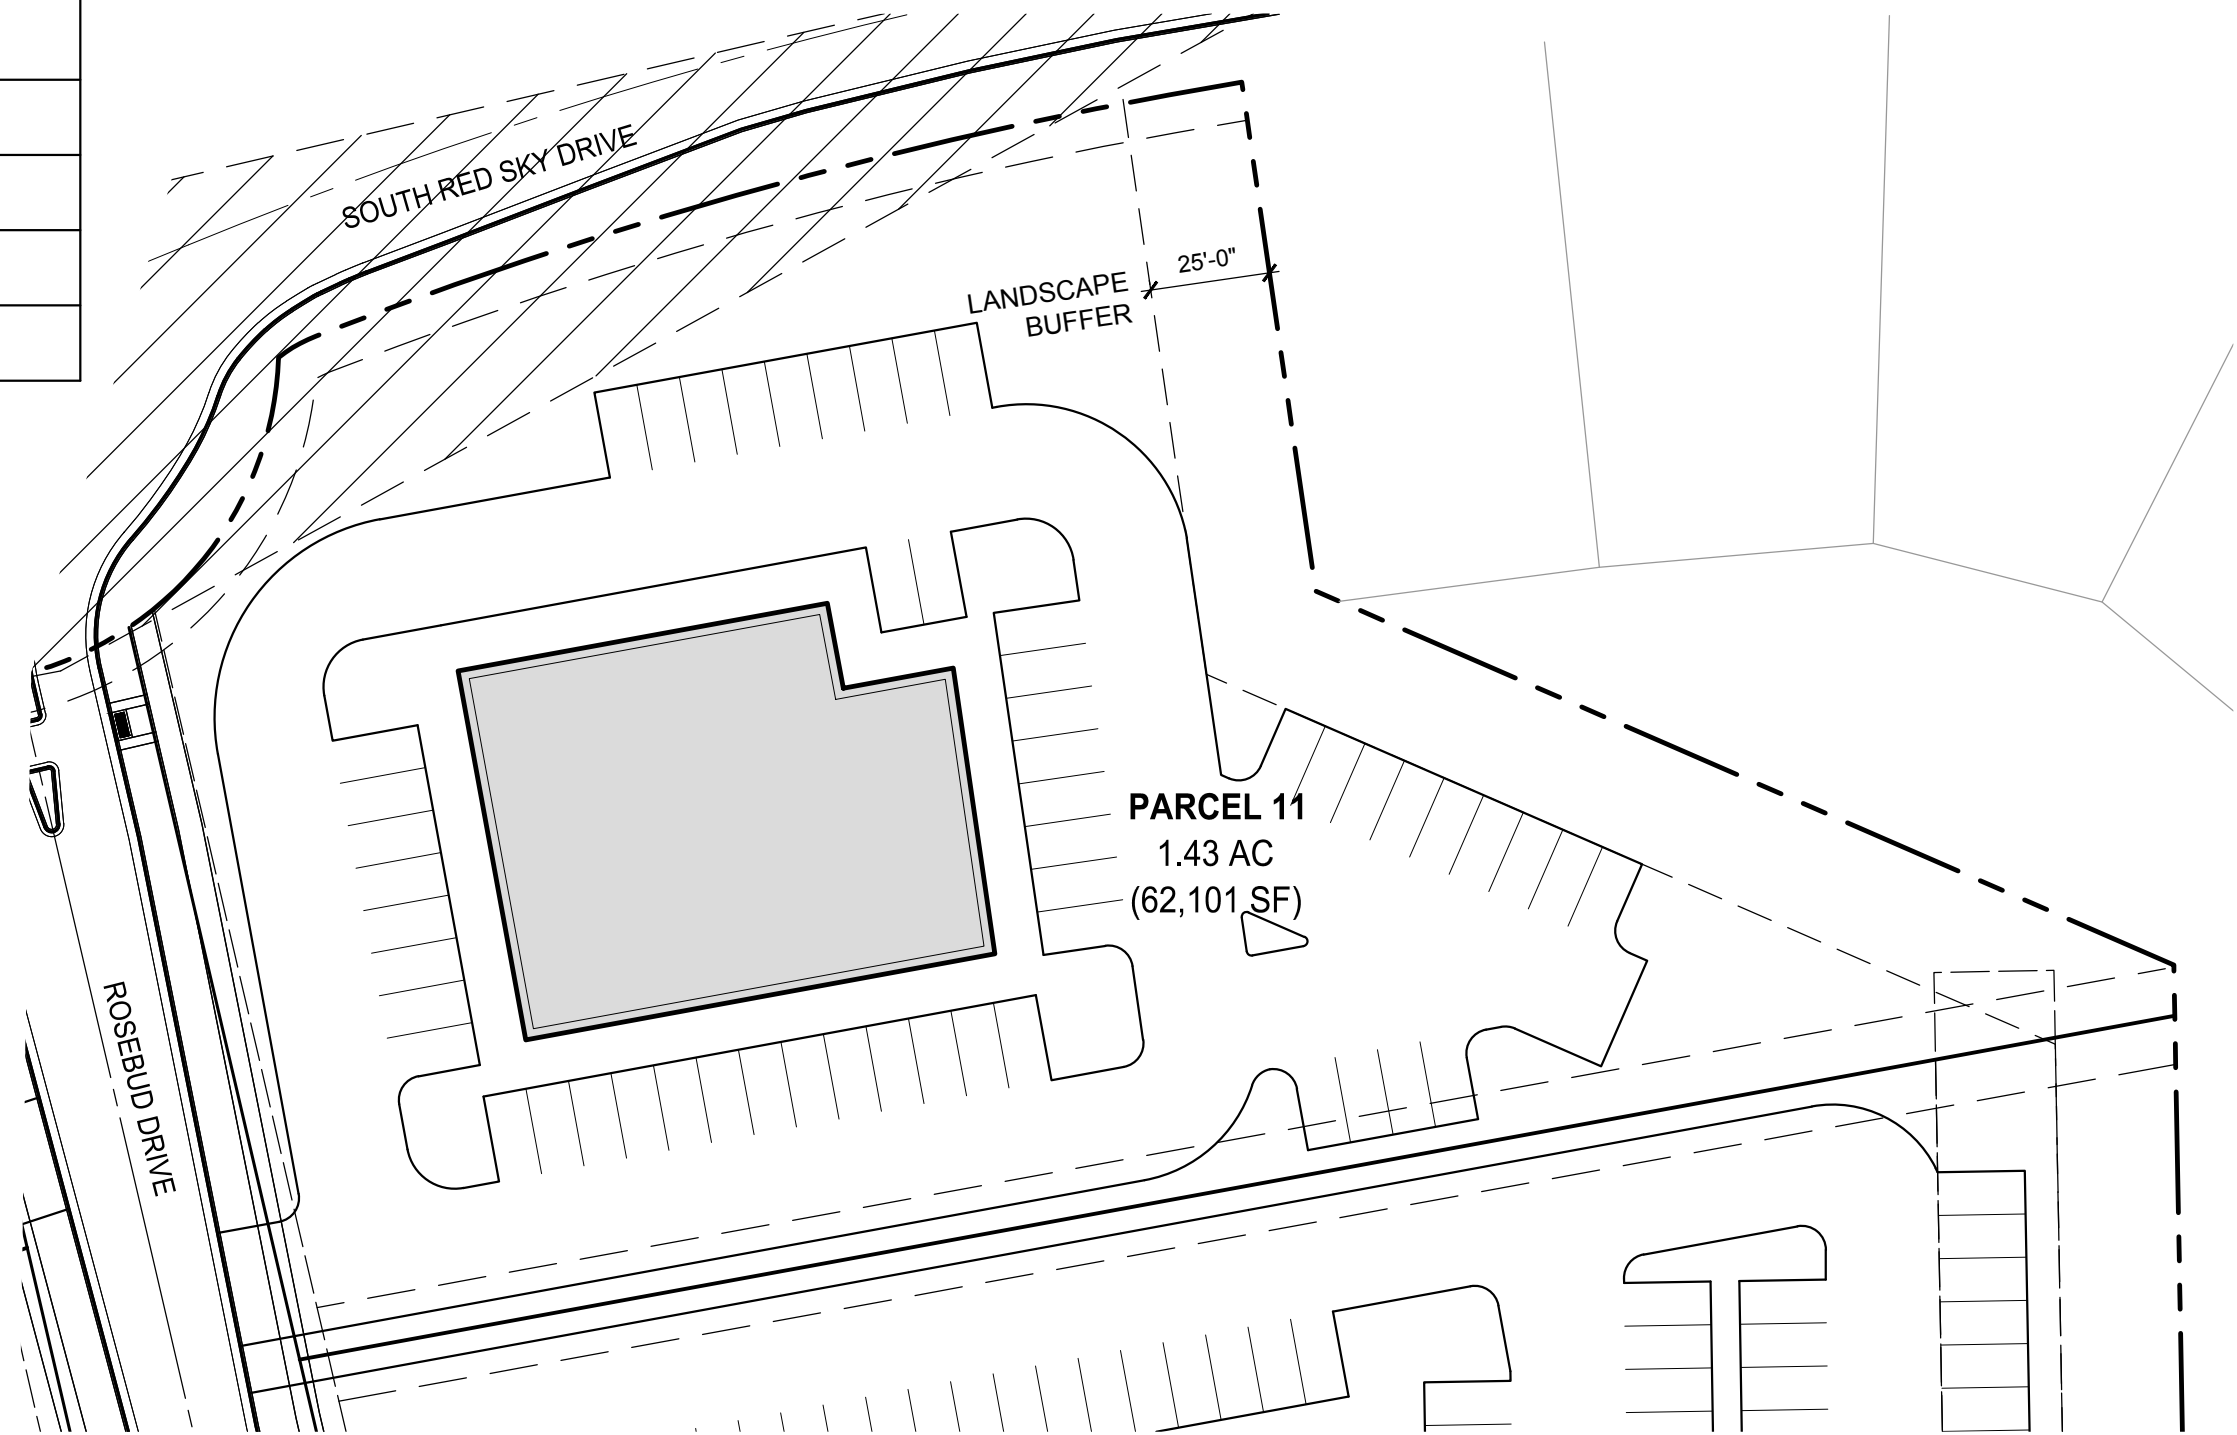 SOUTH RED SKY DRIVE
25'-0"
LANDSCAPE
BUFFER
PARCEL 11
1.43 AC
(62,101 SF)
ROSEBUD DRIVE